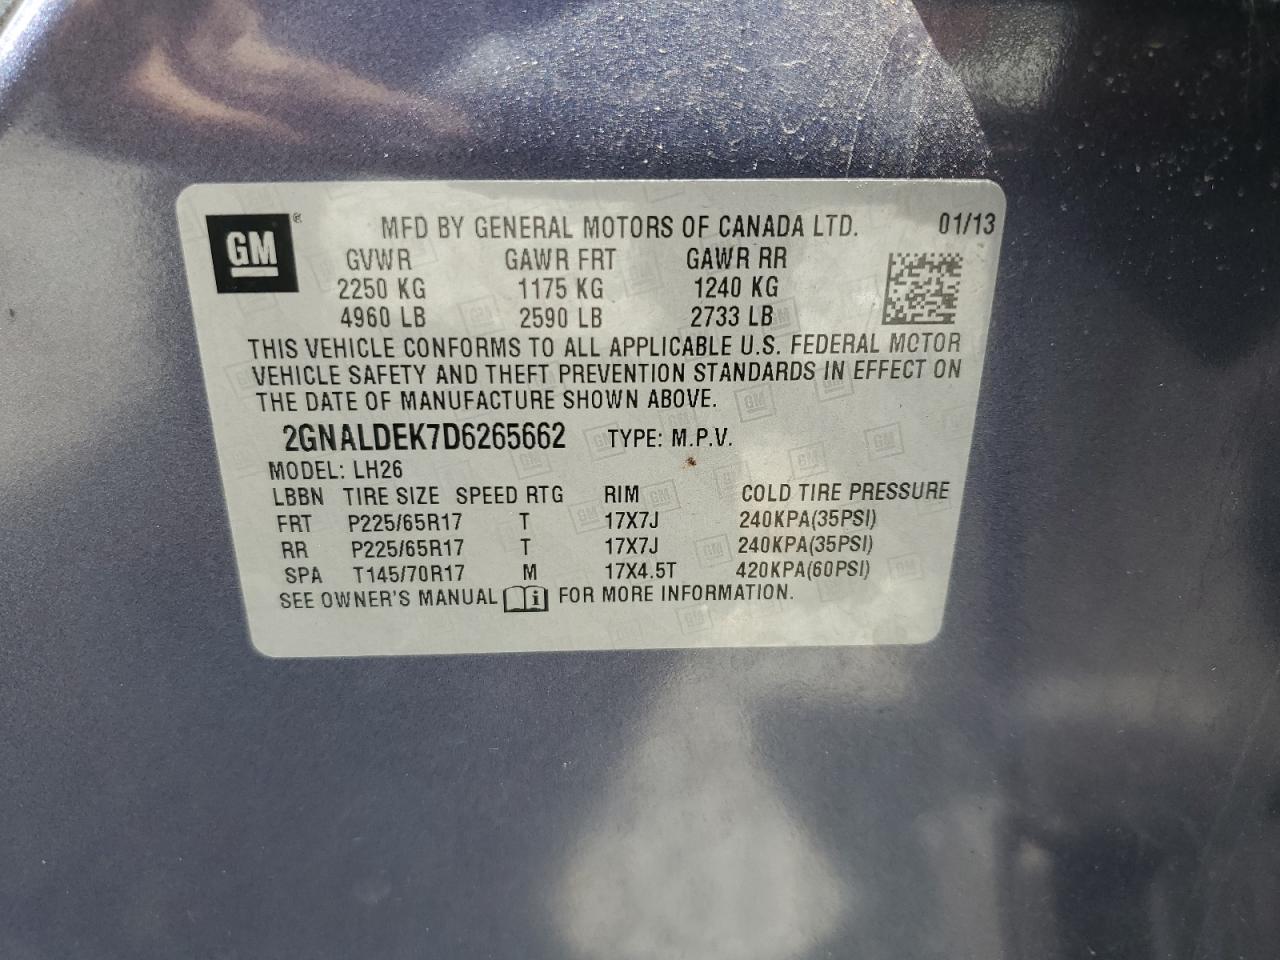 GM ® MFD BY GENERAL MOTORS OF CANADA LTD. 01/13
GVWR GAWR FRT GAWR RR
2250 KG 1175 KG 1240 KG
4960 LB 2590 LB 2733 LB
THIS VEHICLE CONFORMS TO ALL APPLICABLE U.S. FEDERAL MOTOR
VEHICLE SAFETY AND THEFT PREVENTION STANDARDS IN EFFECT ON
THE DATE OF MANUFACTURE SHOWN ABOVE.
2GNALDEK7D6265662 TYPE: M.P.V.
MODEL: LH26
LBBN TIRE SIZE SPEED RTG RIM COLD TIRE PRESSURE
FRT P225/65R17 T 17X7J 240KPA(35PSI)
RR P225/65R17 T 17X7J 240KPA(35PSI)
SPA T145/70R17 M 17X4.5T 420KPA(60PSI)
SEE OWNER'S MANUAL i FOR MORE INFORMATION.